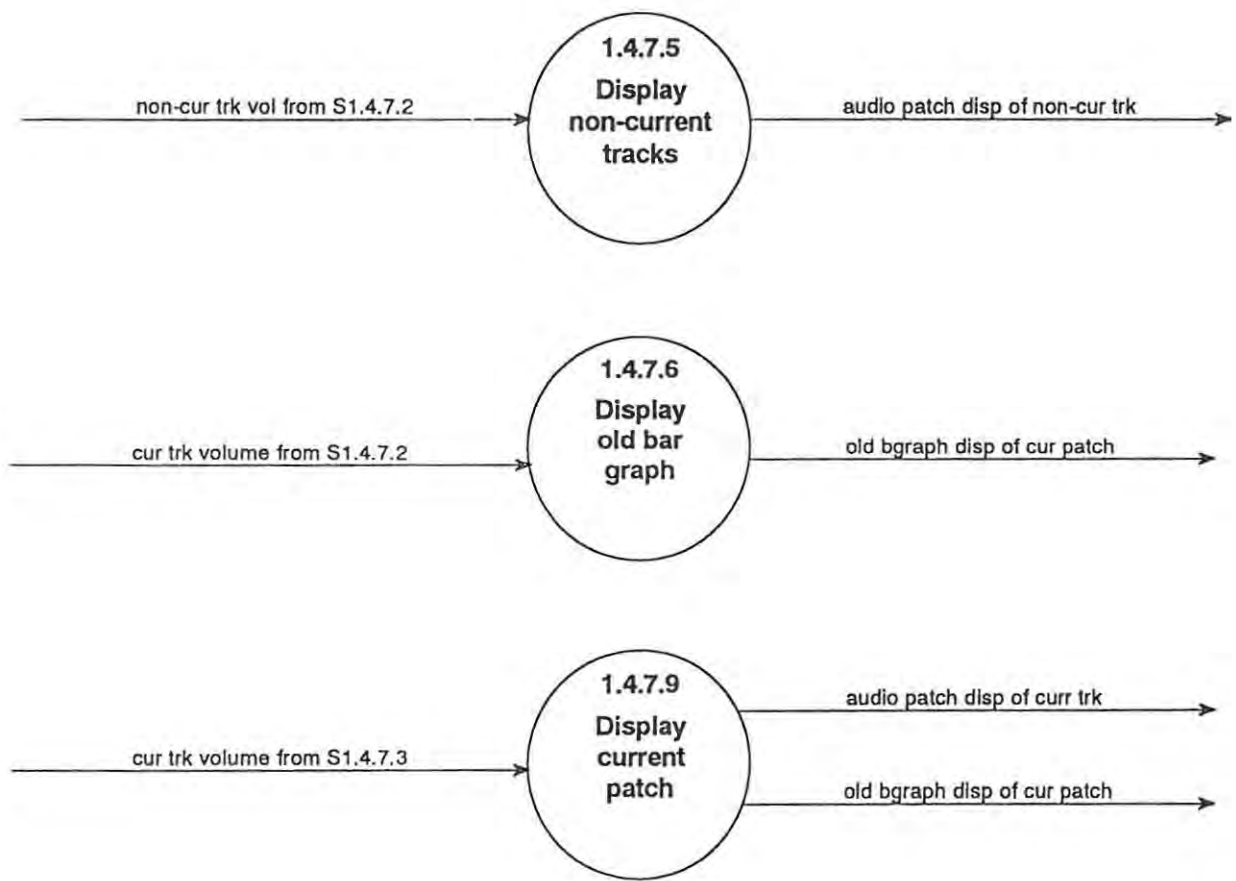 1.4.7.5
Display
non-current
tracks
non-cur trk vol from S1.4.7.2
audio patch disp of non-cur trk
1.4.7.6
Display
old bar
graph
cur trk volume from S1.4.7.2
old bgraph disp of cur patch
1.4.7.9
Display
current
patch
cur trk volume from S1.4.7.3
audio patch disp of curr trk
old bgraph disp of cur patch